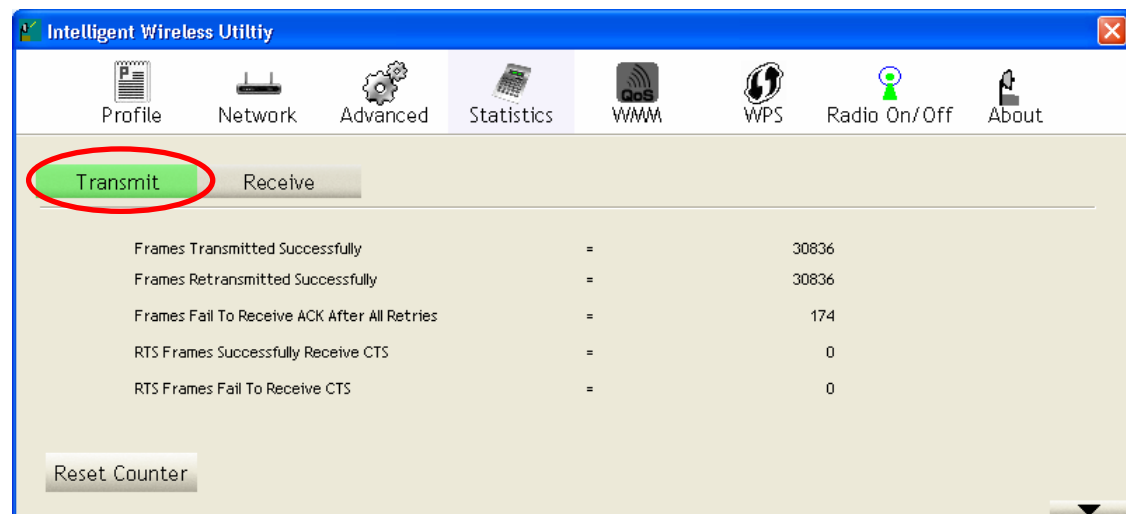 Intelligent Wireless Utiltiy
P
QoS
Profile Network Advanced Statistics WMM WPS Radio On/Off About
Transmit Receive
Frames Transmitted Successfully = 30836
Frames Retransmitted Successfully = 30836
Frames Fail To Receive ACK After All Retries = 174
RTS Frames Successfully Receive CTS = 0
RTS Frames Fail To Receive CTS = 0
Reset Counter